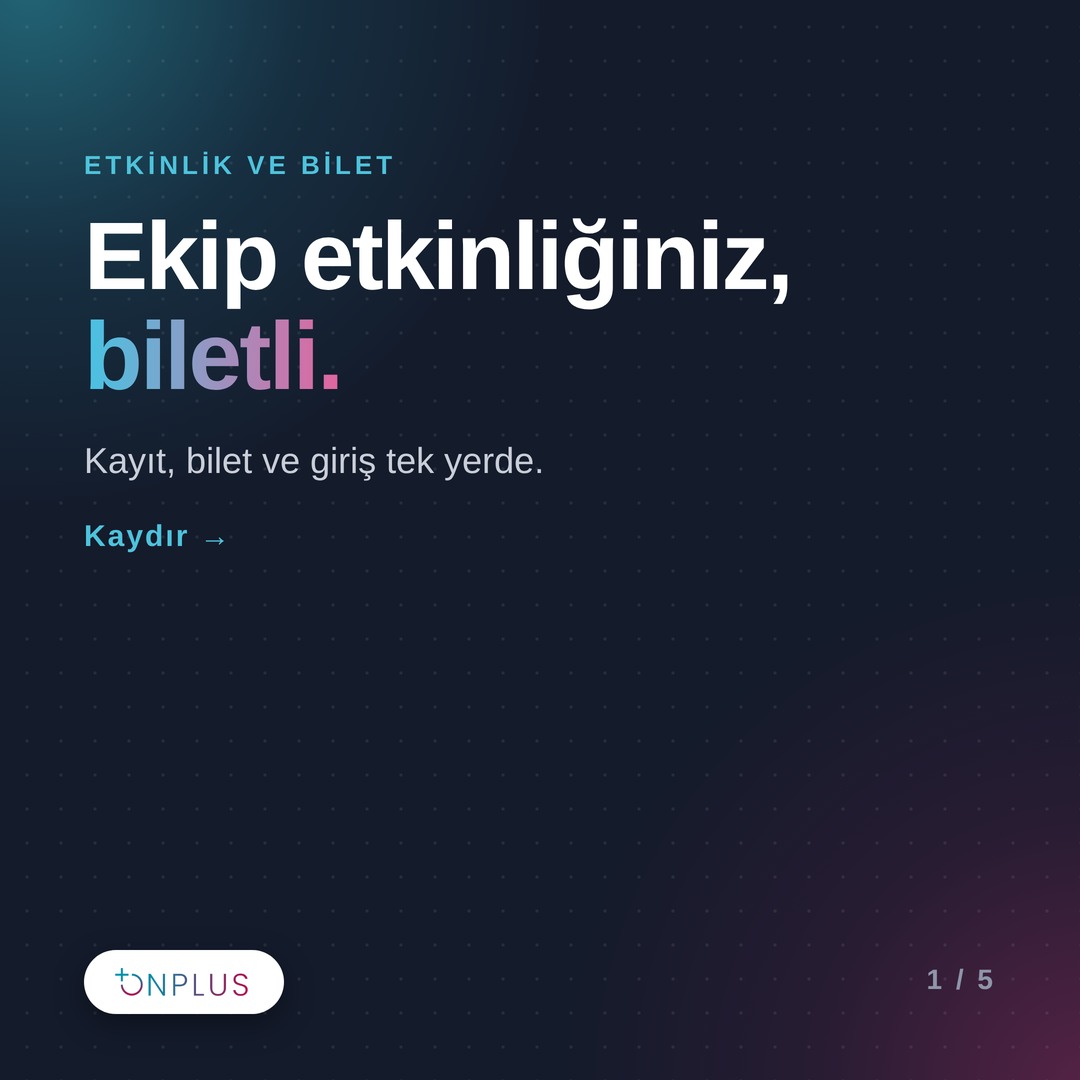 ETKİNLİK VE BİLET
Ekip etkinliğiniz,
biletli.
Kayıt, bilet ve giriş tek yerde.
Kaydır →
ONPLUS
1 / 5